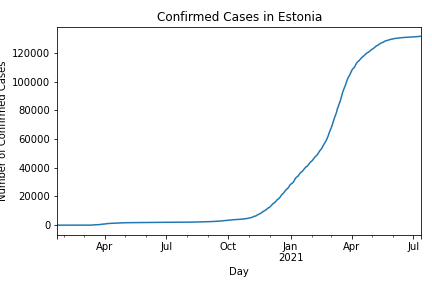 Confirmed Cases in Estonia
Number of Confirmed Cases
120000
100000
80000
60000
40000
20000
0
Apr
Jul
Oct
Jan
2021
Apr
Jul
Day